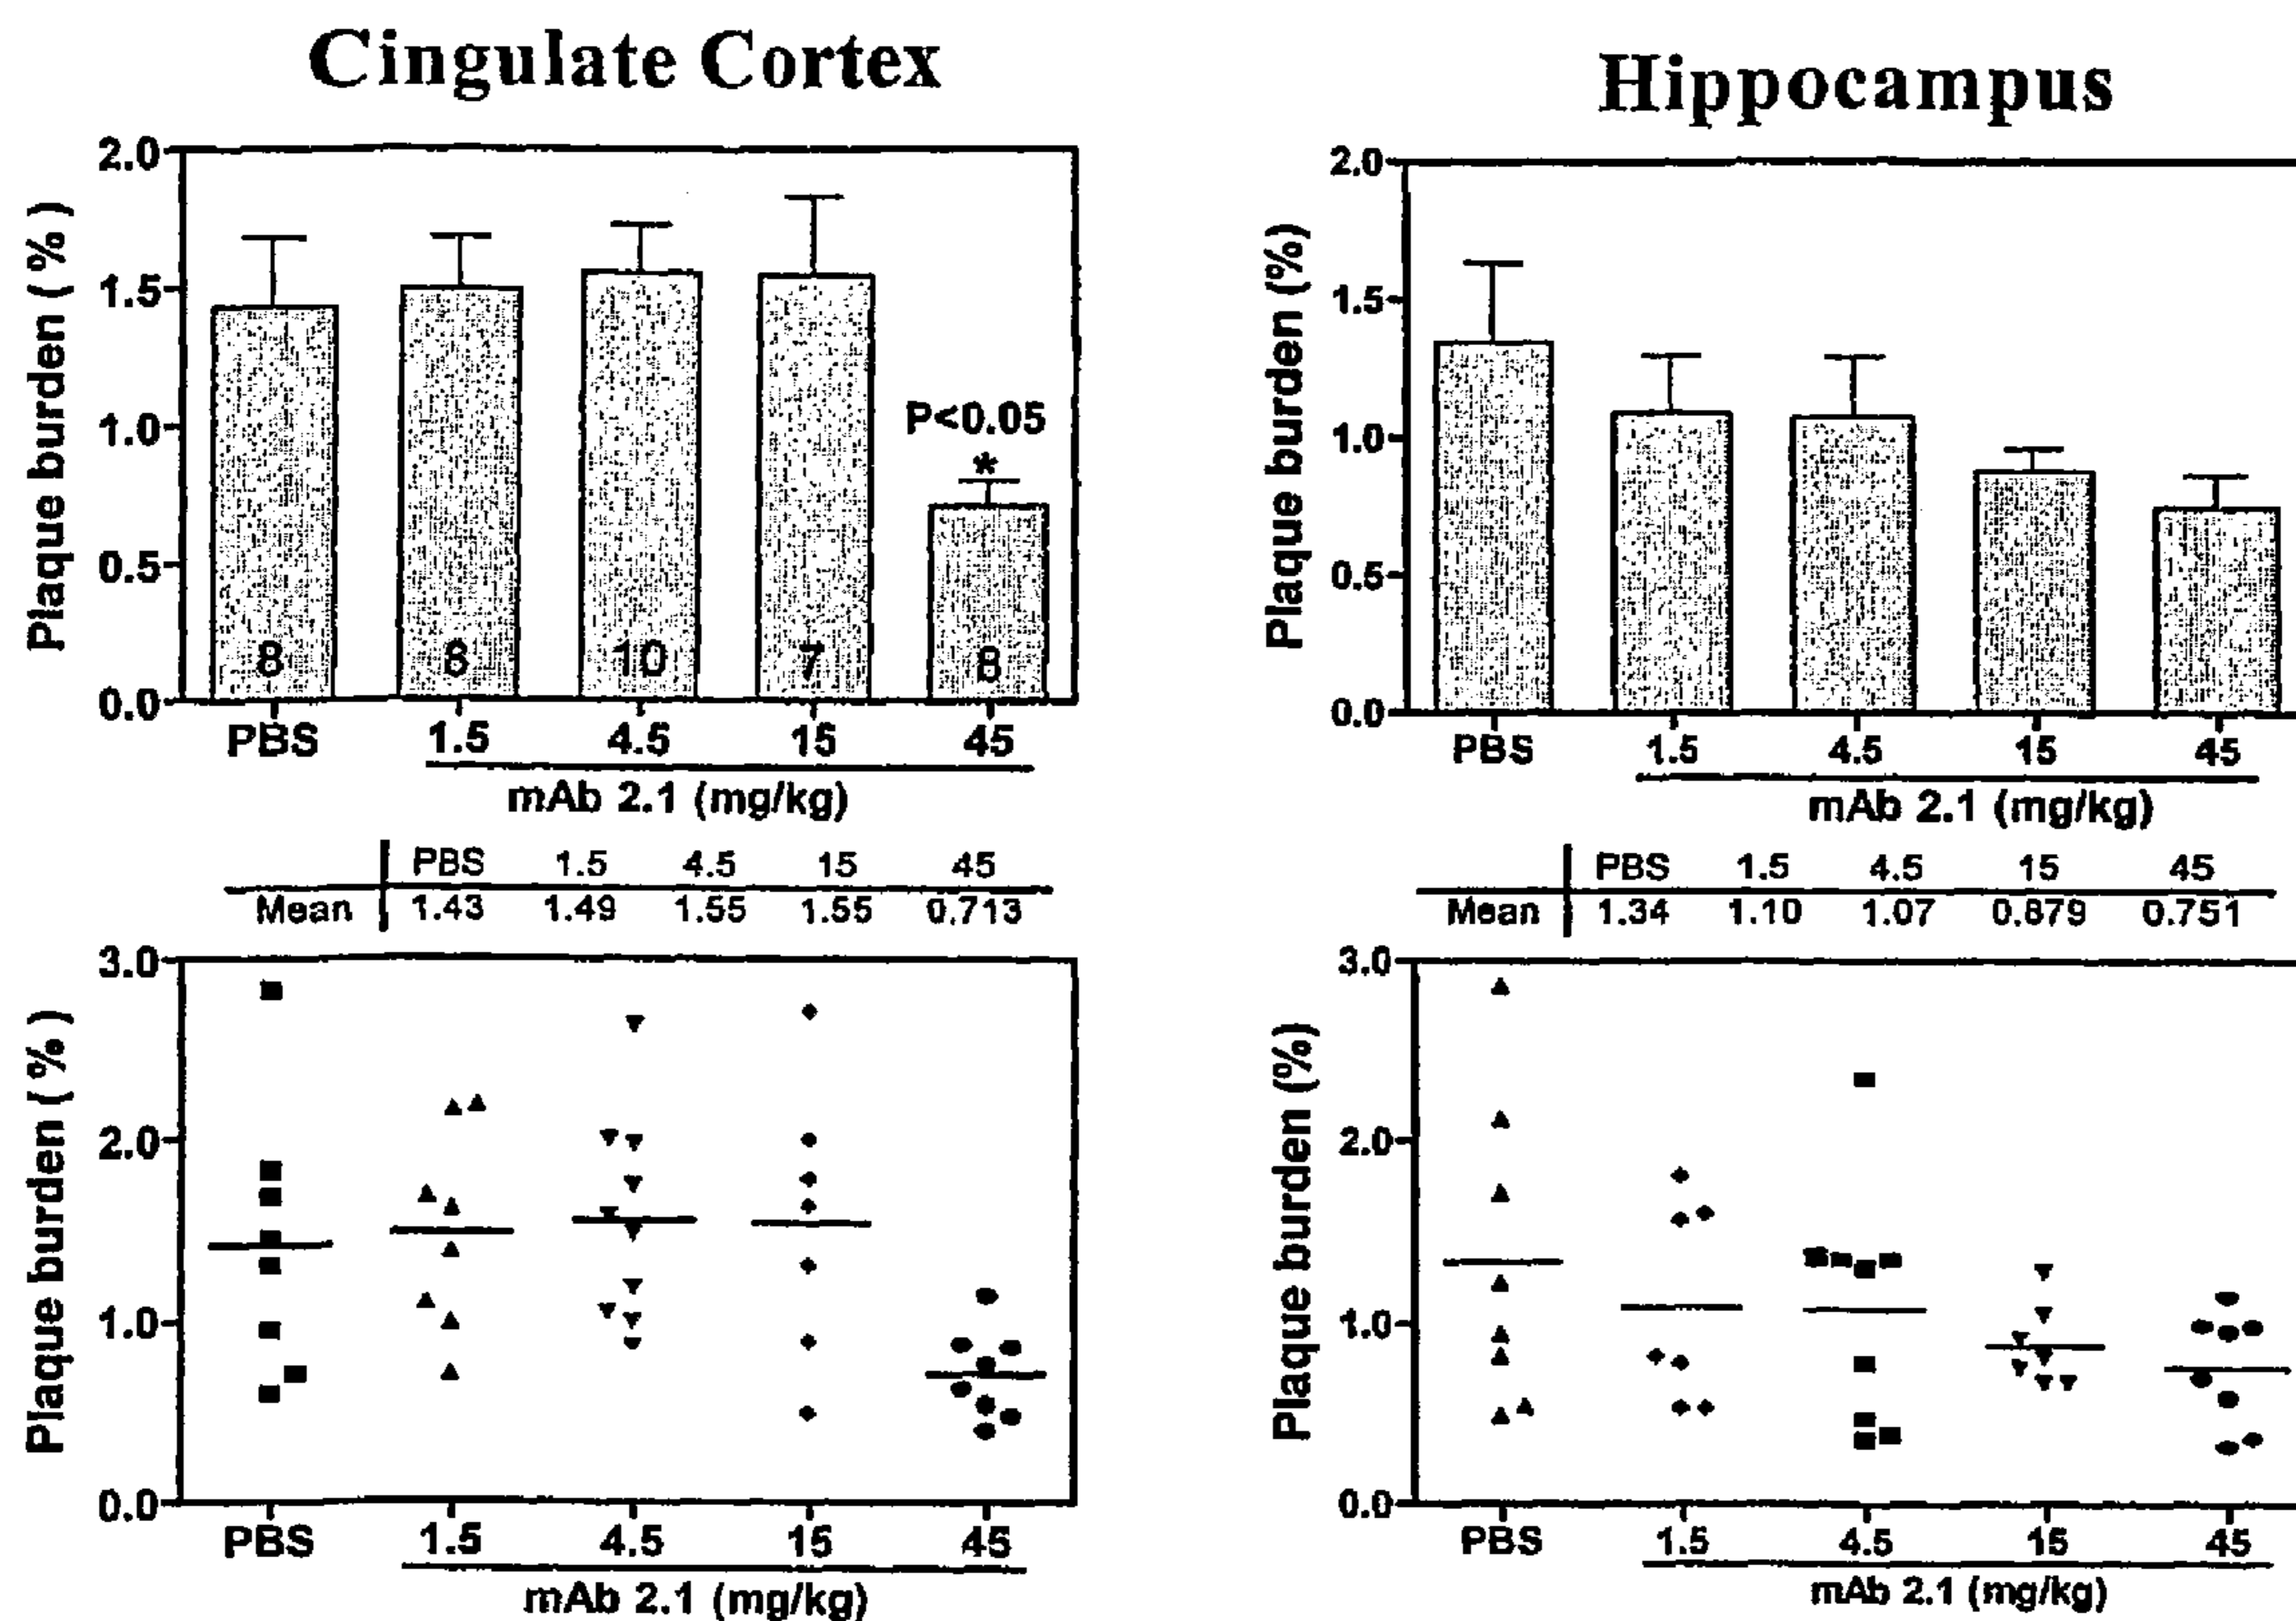 Cingulate Cortex
Plaque burden (%)
2.0
1.5
1.0
0.5
0.0
P<0.05
*
8 8 10 7 8
PBS 1.5 4.5 15 45
mAb 2.1 (mg/kg)
PBS 1.5 4.5 15 45
Mean 1.43 1.49 1.55 1.55 0.713
Plaque burden (%)
3.0
2.0
1.0
0.0
PBS 1.5 4.5 15 45
mAb 2.1 (mg/kg)
Hippocampus
Plaque burden (%)
2.0
1.5
1.0
0.5
0.0
PBS 1.5 4.5 15 45
mAb 2.1 (mg/kg)
PBS 1.5 4.5 15 45
Mean 1.34 1.10 1.07 0.879 0.751
Plaque burden (%)
3.0
2.0
1.0
0.0
PBS 1.5 4.5 15 45
mAb 2.1 (mg/kg)